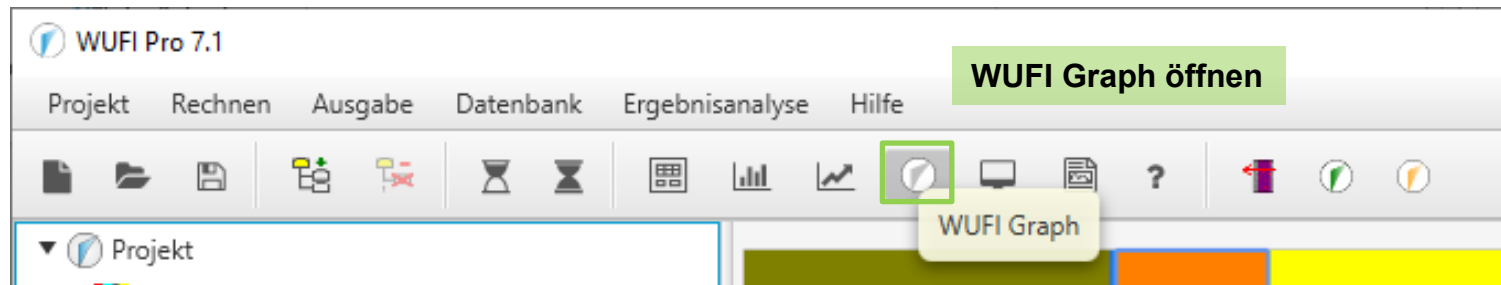 WUFI Pro 7.1
WUFI Graph öffnen
Projekt Rechnen Ausgabe Datenbank Ergebnisanalyse Hilfe
?
WUFI Graph
Projekt